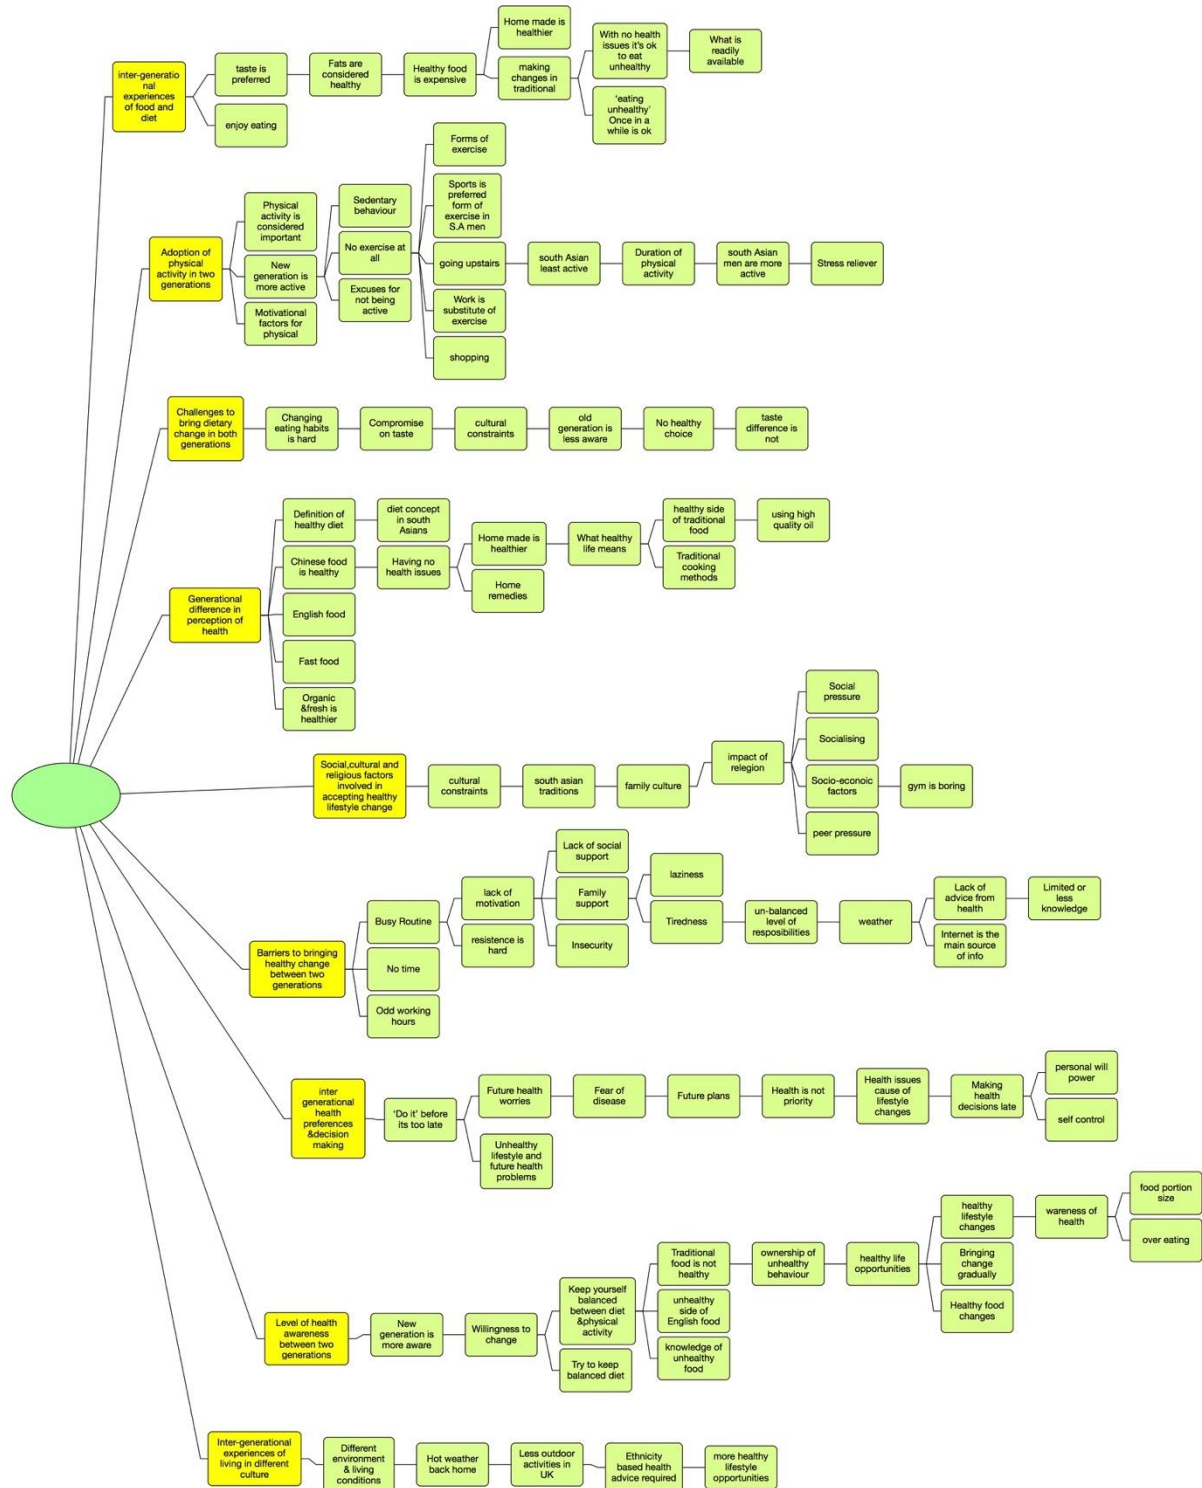 inter-generatio
nal
experiences
of food and
diet
taste is
preferred
enjoy eating
Fats are
considered
healthy
Healthy food
is expensive
Home made is
healthier
making
changes in
traditional
With no health
issues it's ok
to eat
unhealthy
'eating
unhealthy'
Once in a
while is ok
What is
readily
available
Adoption of
physical
activity in two
generations
Physical
activity is
considered
important
New
generation is
more active
Motivational
factors for
physical
Sedentary
behaviour
No exercise at
all
Excuses for
not being
active
Forms of
exercise
Sports is
preferred
form of
exercise in
S.A men
going upstairs
Work is
substitute of
exercise
shopping
south Asian
least active
Duration of
physical
activity
south Asian
men are more
active
Stress reliever
Challenges to
bring dietary
change in both
generations
Changing
eating habits
is hard
Compromise
on taste
cultural
constraints
old
generation is
less aware
No healthy
choice
taste
difference is
not
Generational
difference in
perception of
health
Definition of
healthy diet
Chinese food
is healthy
English food
Fast food
Organic
&fresh is
healthier
diet concept
in south
Asians
Having no
health issues
Home made is
healthier
Home
remedies
What healthy
life means
healthy side
of traditional
food
Traditional
cooking
methods
using high
quality oil
Social,cultural and
religious factors
involved in
accepting healthy
lifestyle change
cultural
constraints
south asian
traditions
family culture
impact of
relegion
Social
pressure
Socialising
Socio-econoic
factors
peer pressure
gym is boring
Barriers to bringing
healthy change
between two
generations
Busy Routine
No time
Odd working
hours
lack of
motivation
resistence is
hard
Lack of social
support
Family
support
Insecurity
laziness
Tiredness
un-balanced
level of
resposibilities
weather
Lack of
advice from
health
Internet is the
main source
of info
Limited or
less
knowledge
inter
generational
health
preferences
&decision
making
'Do it' before
its too late
Future health
worries
Unhealthy
lifestyle and
future health
problems
Fear of
disease
Future plans
Health is not
priority
Health issues
cause of
lifestyle
changes
Making
health
decisions late
personal will
power
self control
Level of health
awareness
between two
generations
New
generation is
more aware
Willingness to
change
Keep yourself
balanced
between diet
&physical
activity
Try to keep
balanced diet
Traditional
food is not
healthy
unhealthy
side of
English food
knowledge of
unhealthy
food
ownership of
unhealthy
behaviour
healthy life
opportunities
healthy
lifestyle
changes
Bringing
change
gradually
Healthy food
changes
wareness of
health
food portion
size
over eating
Inter-generational
experiences of
living in different
culture
Different
environment
& living
conditions
Hot weather
back home
Less outdoor
activities in
UK
Ethnicity
based health
advice required
more healthy
lifestyle
opportunities